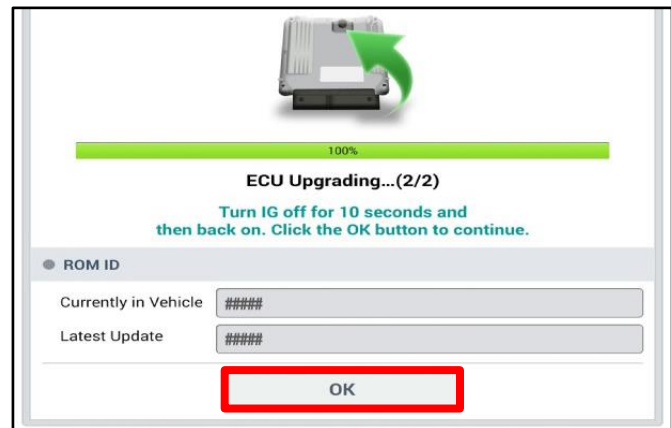 100%
ECU Upgrading...(2/2)
Turn IG off for 10 seconds and
then back on. Click the OK button to continue.
ROM ID
Currently in Vehicle #####
Latest Update #####
OK